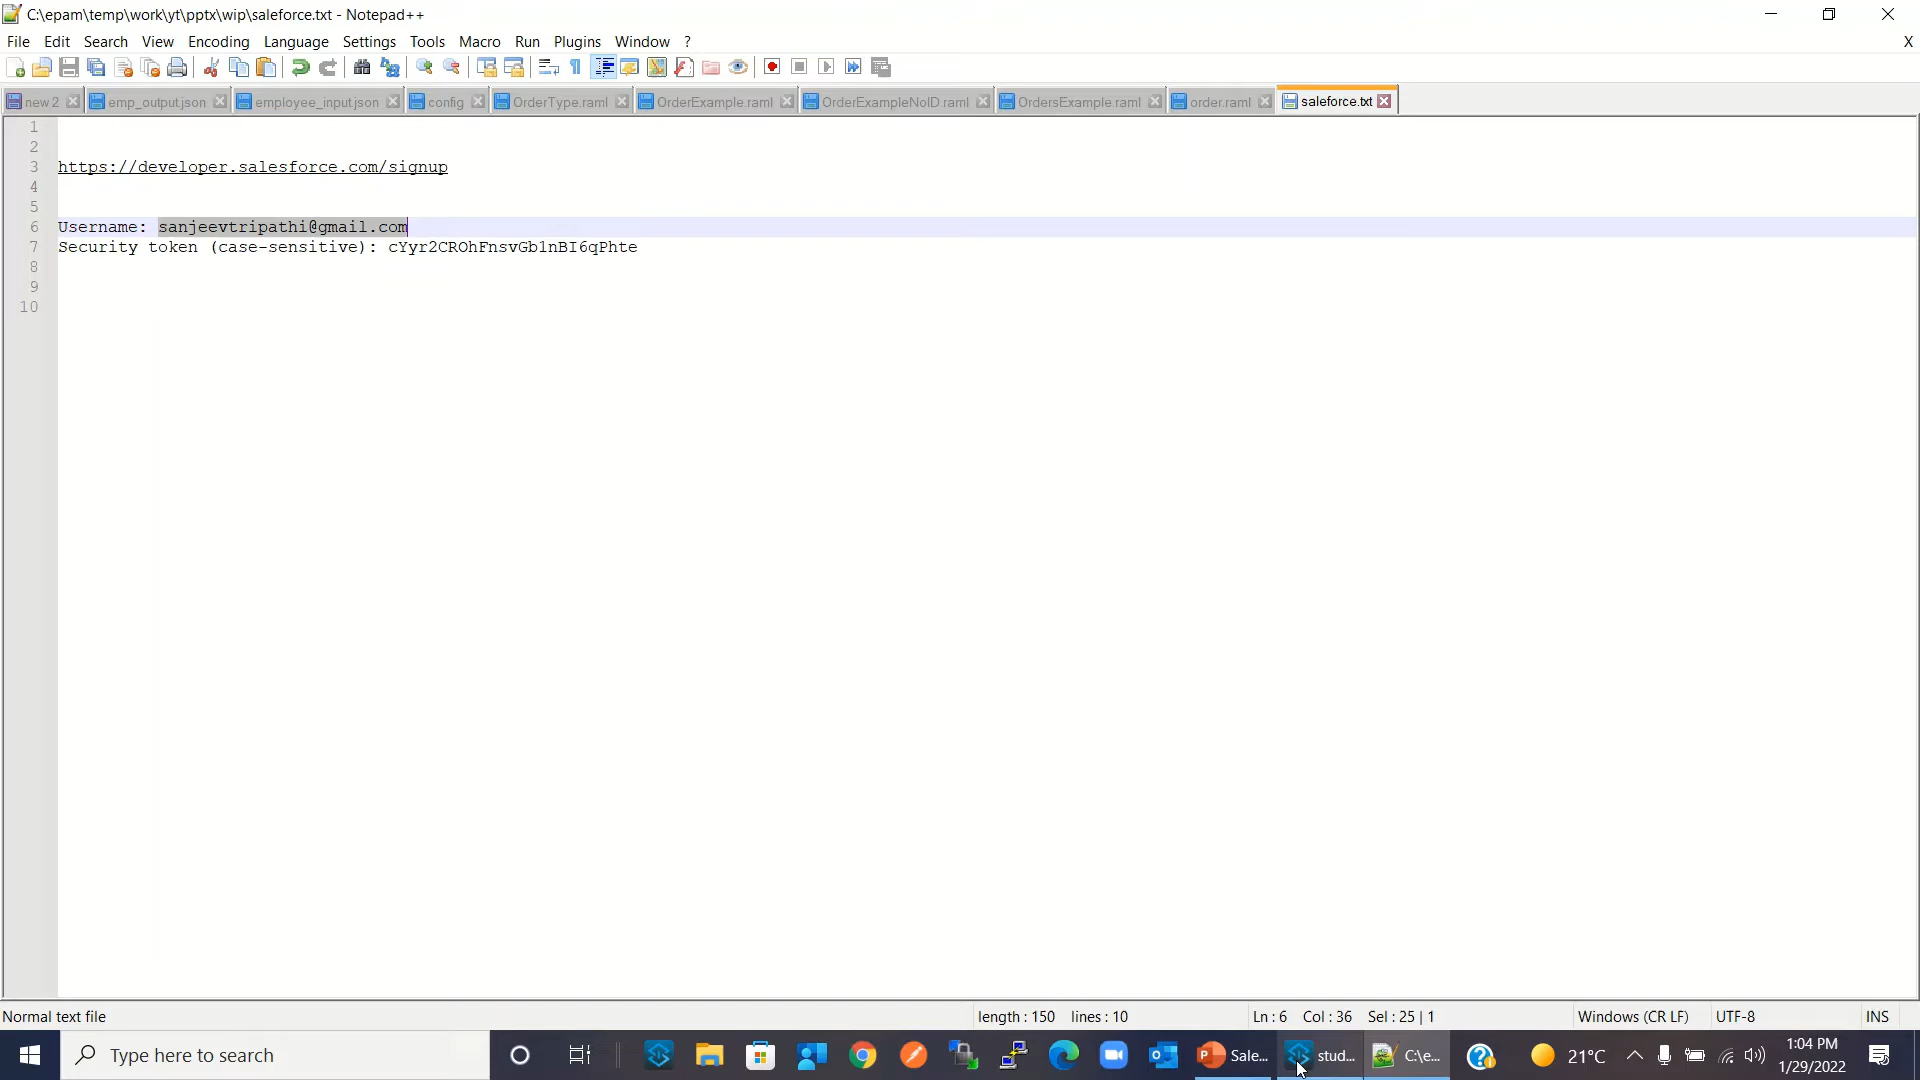 C:\epam\temp\work\yt\pptx\wip\saleforce.txt - Notepad++
File Edit Search View Encoding Language Settings Tools Macro Run Plugins Window ? X
new 2 emp_output.json employee_input.json config OrderType.raml OrderExample.raml OrderExampleNoID.raml OrdersExample.raml order.raml saleforce.txt
1
2
3 https://developer.salesforce.com/signup
4
5
6 Username: sanjeevtripathi@gmail.com
7 Security token (case-sensitive): cYyr2CROhFnsvGb1nBI6qPhte
8
9
10
Normal text file length : 150 lines : 10 Ln : 6 Col : 36 Sel : 25 | 1 Windows (CR LF) UTF-8 INS
Type here to search Sale... stud... C:\e... 21°C 1:04 PM
1/29/2022